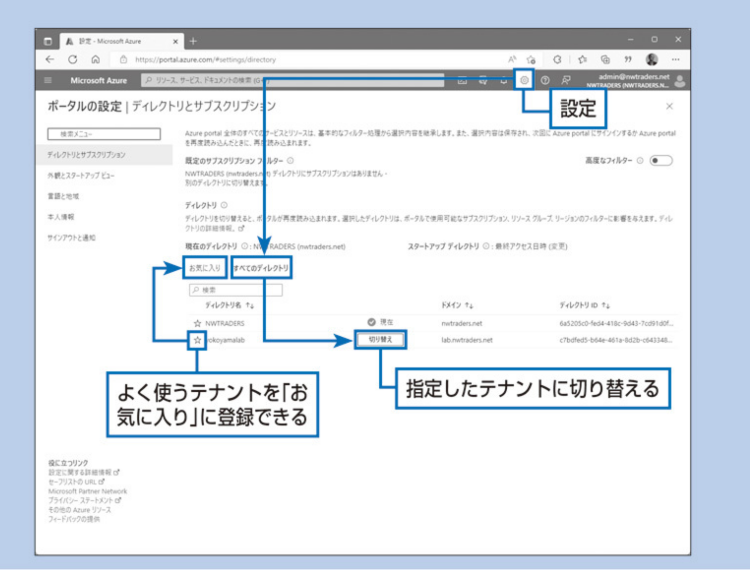 設定 - Microsoft Azure
https://portal.azure.com/#settings/directory
Microsoft Azure
リソース、サービス、ドキュメントの検索 (G+/)
admin@nwtraders.net
NWTRADERS (NWTRADERS.N...
ポータルの設定 | ディレクトリとサブスクリプション
設定
検索メニュー
ディレクトリとサブスクリプション
外観とスタートアップ ビュー
言語と地域
本人情報
サインアウトと通知
Azure portal 全体のすべてのサービスとリソースは、基本的なフィルター処理から選択内容を継承します。また、選択内容は保存され、次回に Azure portal にサインインするか Azure portal
を再度読み込んだときに、再度読み込まれます。
既定のサブスクリプション フィルター
高度なフィルター
NWTRADERS (nwtraders.net) ディレクトリにサブスクリプションはありません -
別のディレクトリに切り替えます。
ディレクトリ
ディレクトリを切り替えると、ポータルが再度読み込まれます。選択したディレクトリは、ポータルで使用可能なサブスクリプション、リソース グループ、リージョンのフィルターに影響を与えます。ディレ
クトリの詳細情報。
現在のディレクトリ : NWTRADERS (nwtraders.net)
スタートアップ ディレクトリ : 最終アクセス日時 (変更)
お気に入り
すべてのディレクトリ
検索
ディレクトリ名 ↑↓
ドメイン ↑↓
ディレクトリ ID ↑↓
NWTRADERS
現在
nwtraders.net
yokoyamalab
切り替え
lab.nwtraders.net
よく使うテナントを「お
気に入り」に登録できる
指定したテナントに切り替える
役に立つリンク
設定に関する詳細情報
セーフリストの URL
Microsoft Partner Network
プライバシー ステートメント
その他の Azure リソース
フィードバックの提供